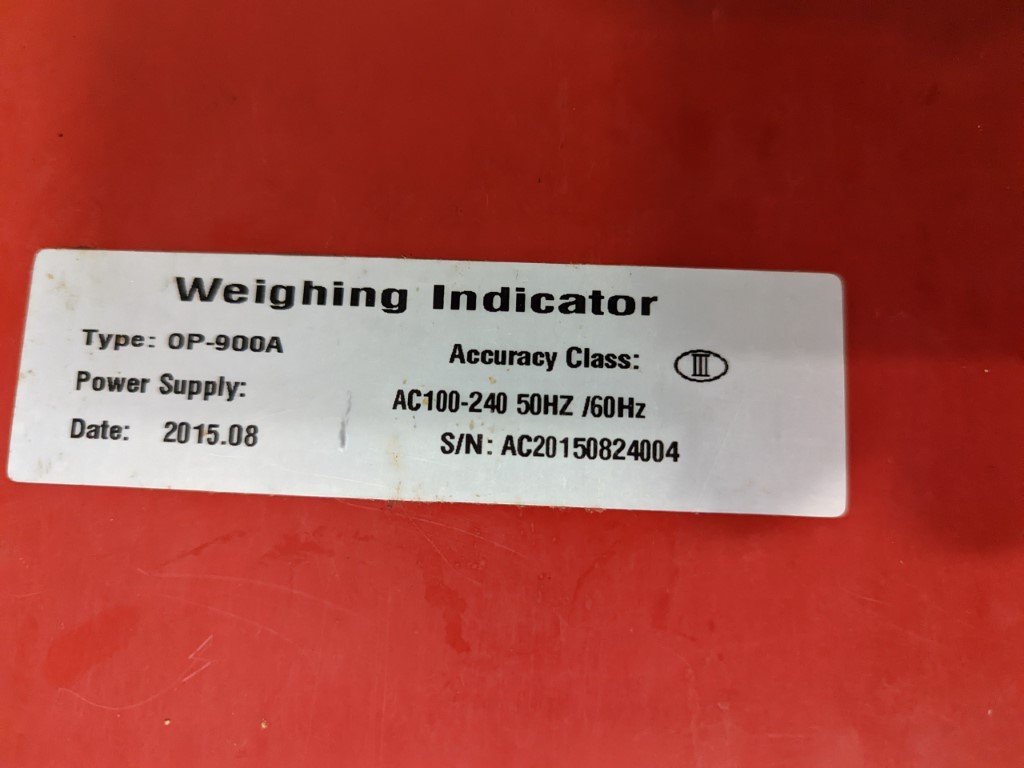 Weighing Indicator
Type: OP-900A
Accuracy Class: III
Power Supply: AC100-240 50HZ /60Hz
Date: 2015.08
S/N: AC20150824004